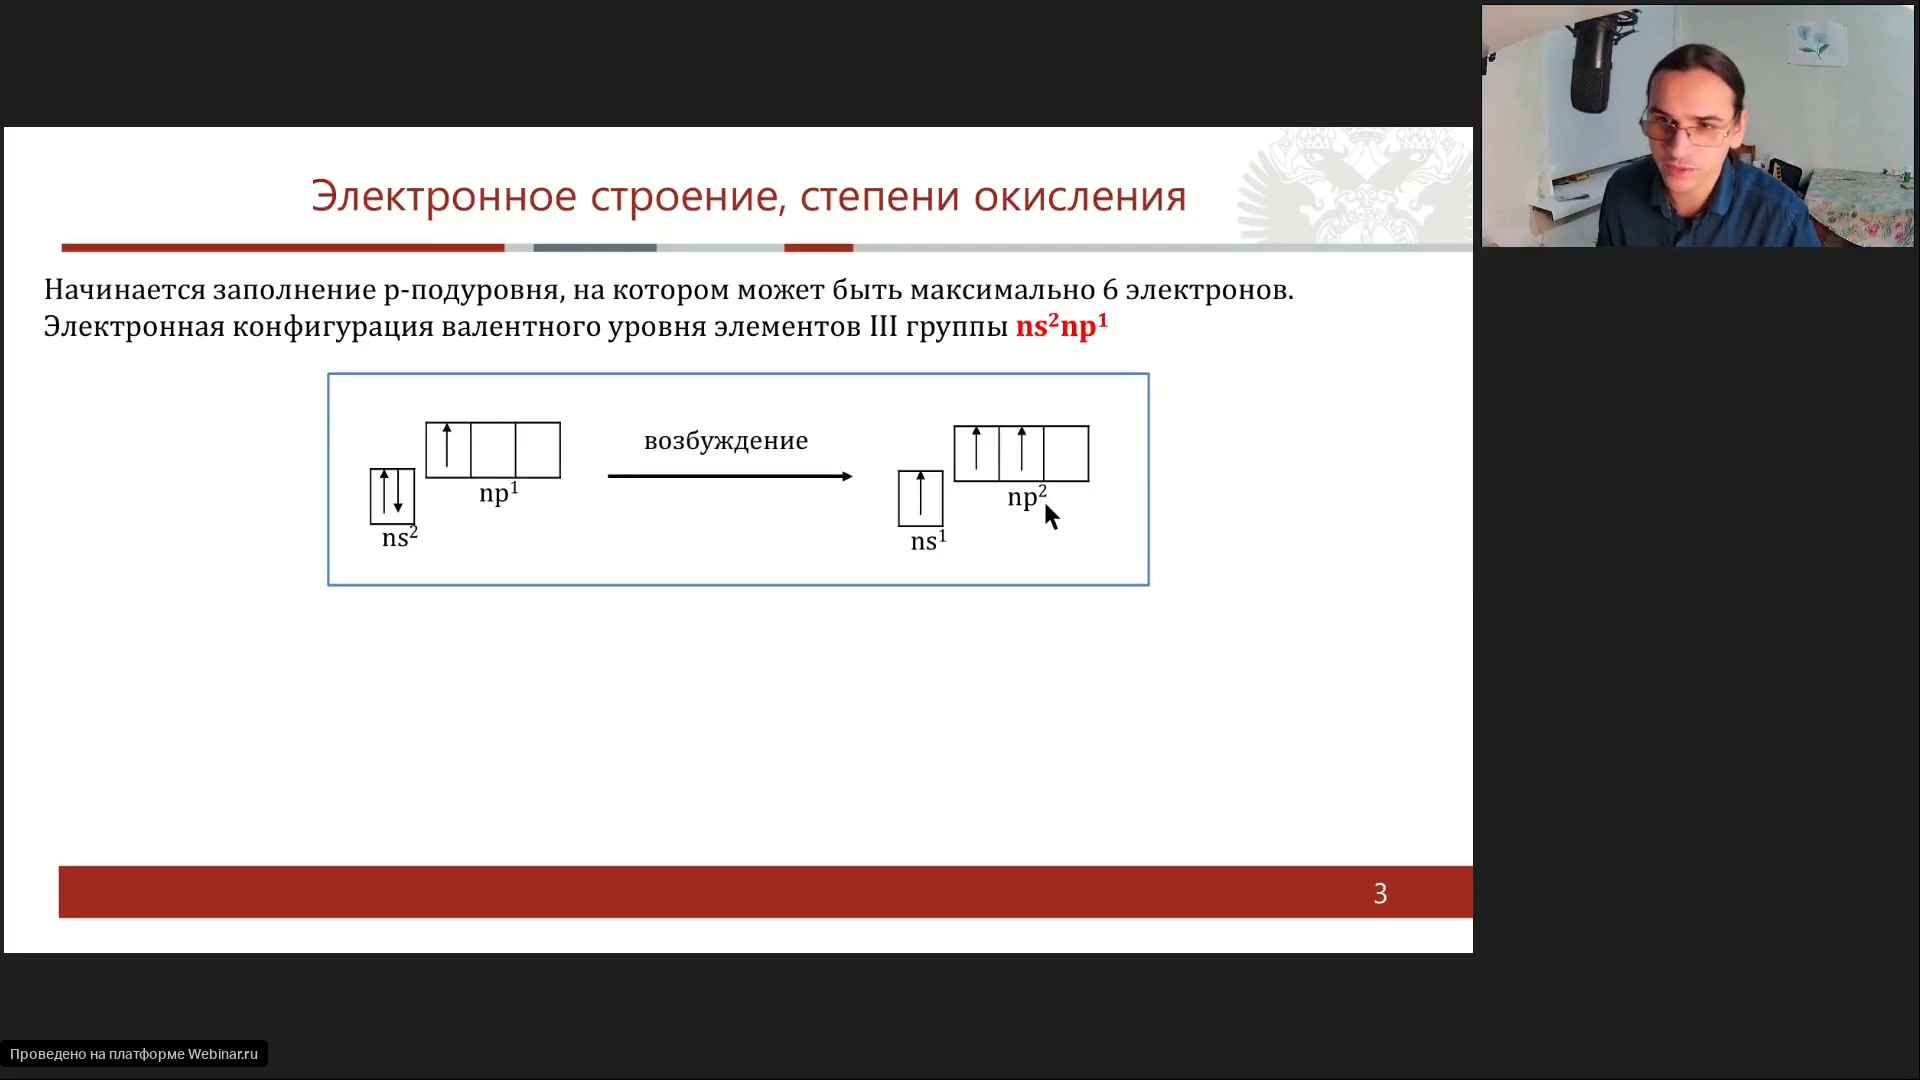 Электронное строение, степени окисления
Начинается заполнение p-подуровня, на котором может быть максимально 6 электронов.
Электронная конфигурация валентного уровня элементов III группы ns²np¹
возбуждение
np¹
ns²
np²
ns¹
3
Проведено на платформе Webinar.ru